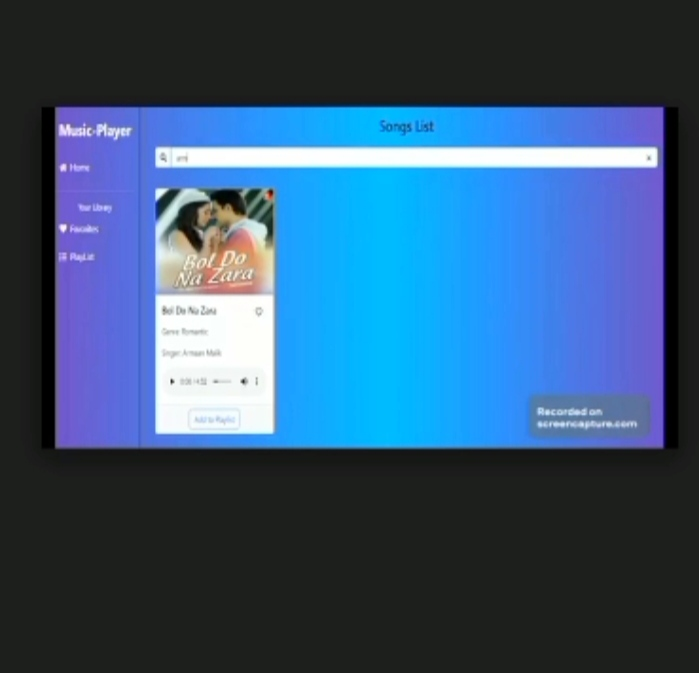 Music-Player
Home
Your Library
Favorites
PlayList
Songs List
Bol Do
Na Zara
Bol Do Na Zara
Genre: Romantic
Singer: Armaan Malik
Add to Playlist
Recorded on
screencapture.com